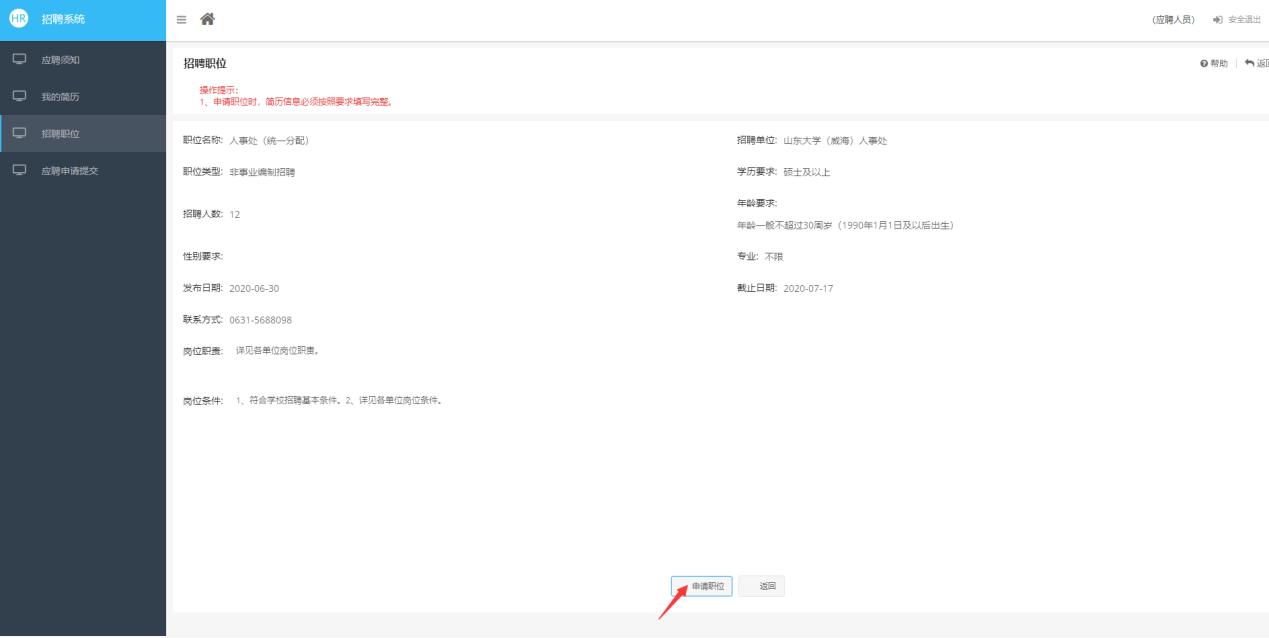 HR 招聘系统
(应聘人员) 安全退出
应聘须知
我的简历
招聘职位
应聘申请提交
招聘职位
帮助 返回
操作提示:
1、申请职位时，简历信息必须按照要求填写完整。
职位名称: 人事处（统一分配） 招聘单位: 山东大学（威海）人事处
职位类型: 非事业编制招聘 学历要求: 硕士及以上
招聘人数: 12 年龄要求:
年龄一般不超过30周岁（1990年1月1日及以后出生）
性别要求: 专业: 不限
发布日期: 2020-06-30 截止日期: 2020-07-17
联系方式: 0631-5688098
岗位职责: 详见各单位岗位职责。
岗位条件: 1、符合学校招聘基本条件。2、详见各单位岗位条件。
申请职位 返回